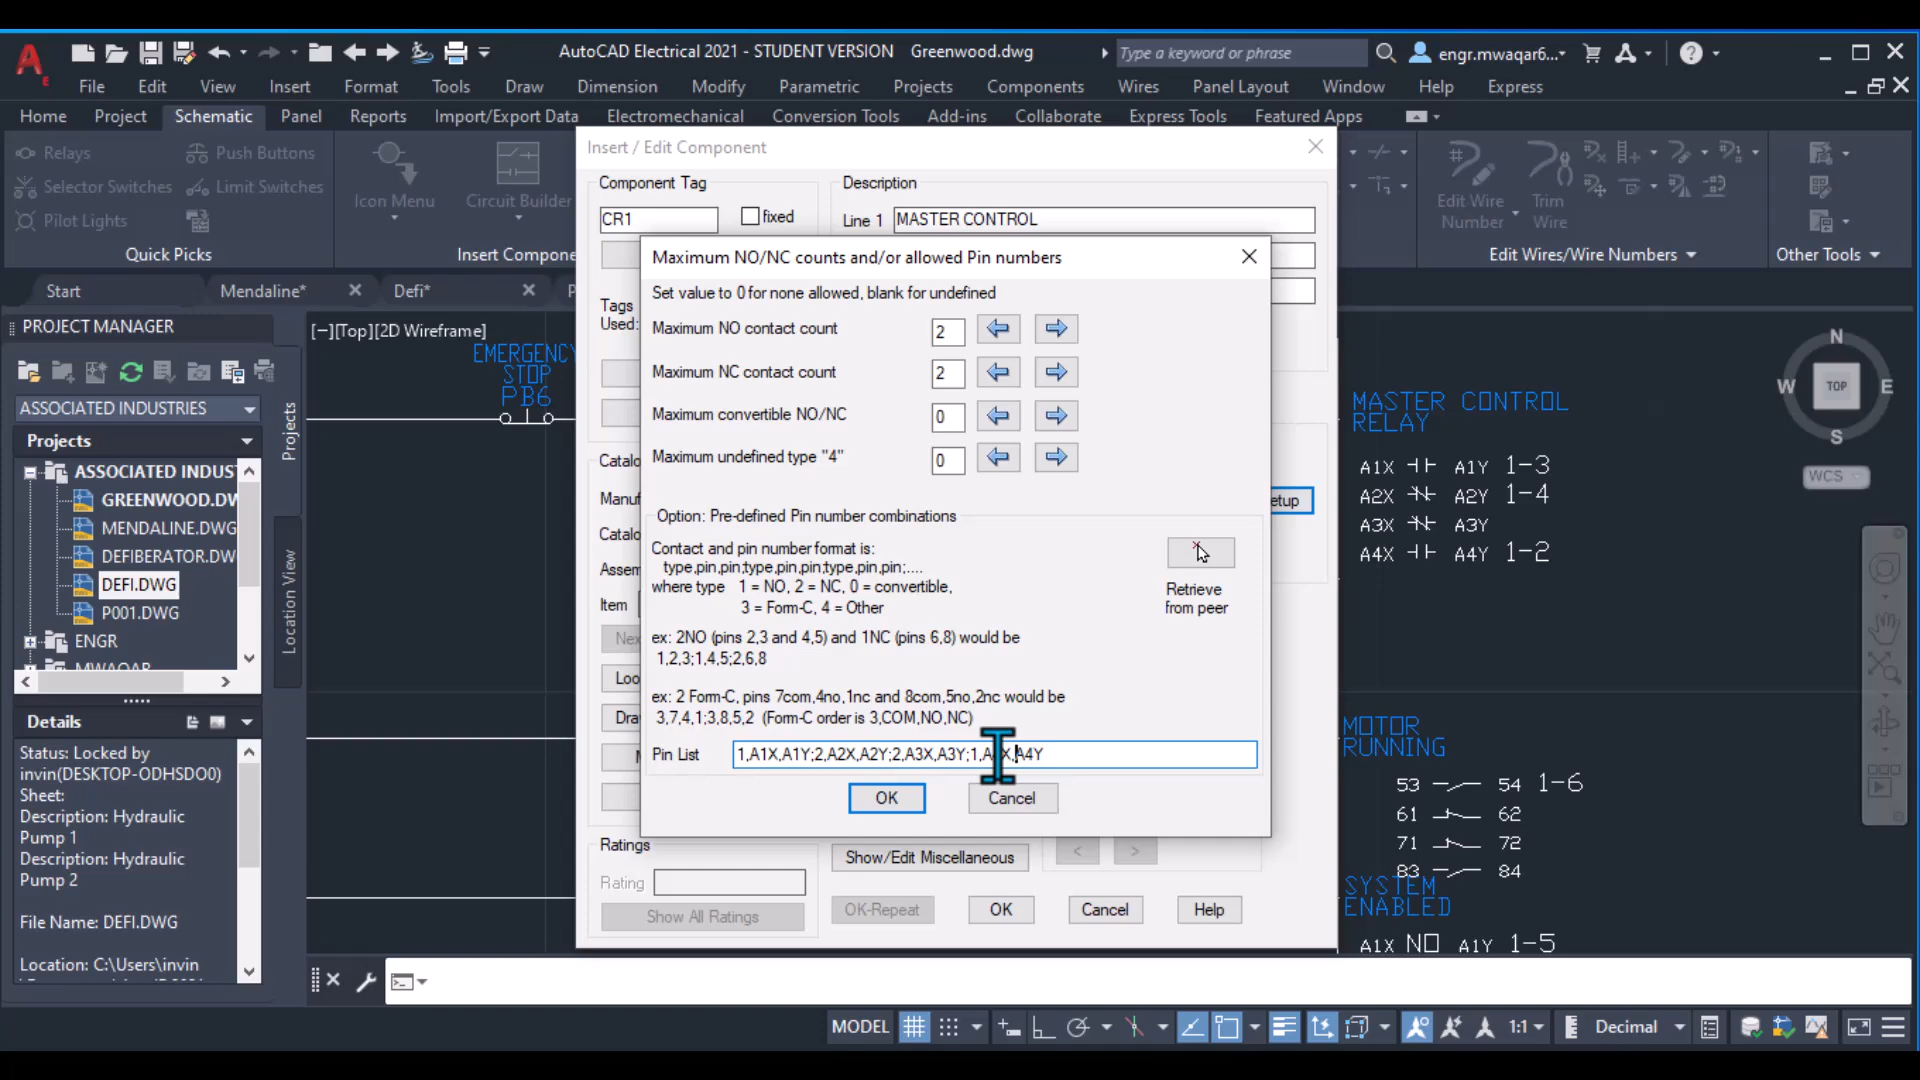 AutoCAD Electrical 2021 - STUDENT VERSION Greenwood.dwg
Type a keyword or phrase
engr.mwaqar6...
File Edit View Insert Format Tools Draw Dimension Modify Parametric Projects Components Wires Panel Layout Window Help Express
Home Project Schematic Panel Reports Import/Export Data Electromechanical Conversion Tools Add-ins Collaborate Express Tools Featured Apps
Relays
Push Buttons
Selector Switches
Limit Switches
Pilot Lights
Quick Picks
Icon Menu
Circuit Builder
Insert Compone
Edit Wire
Number
Trim
Wire
Edit Wires/Wire Numbers
Other Tools
Start
Mendaline*
Defi*
PROJECT MANAGER
ASSOCIATED INDUSTRIES
Projects
ASSOCIATED INDUS
GREENWOOD.DW
MENDALINE.DWG
DEFIBERATOR.DW
DEFI.DWG
P001.DWG
ENGR
MWAQAR
Projects
Location View
Details
Status: Locked by
invin(DESKTOP-ODHSDO0)
Sheet:
Description: Hydraulic
Pump 1
Description: Hydraulic
Pump 2
File Name: DEFI.DWG
Location: C:\Users\invin
[−][Top][2D Wireframe]
EMERGENCY
STOP
PB6
Insert / Edit Component
Component Tag
CR1
fixed
Description
Line 1 MASTER CONTROL
Tags
Used:
Catalo
Manuf
Catalo
Assem
Item
Nex
Loo
Dra
etup
Maximum NO/NC counts and/or allowed Pin numbers
Set value to 0 for none allowed, blank for undefined
Maximum NO contact count 2
Maximum NC contact count 2
Maximum convertible NO/NC 0
Maximum undefined type "4" 0
Option: Pre-defined Pin number combinations
Contact and pin number format is:
type,pin,pin;type,pin,pin;type,pin,pin;....
where type 1 = NO, 2 = NC, 0 = convertible,
3 = Form-C, 4 = Other
Retrieve
from peer
ex: 2NO (pins 2,3 and 4,5) and 1NC (pins 6,8) would be
1,2,3;1,4,5;2,6,8
ex: 2 Form-C, pins 7com,4no,1nc and 8com,5no,2nc would be
3,7,4,1;3,8,5,2 (Form-C order is 3,COM,NO,NC)
Pin List 1,A1X,A1Y;2,A2X,A2Y;2,A3X,A3Y;1,A4X,A4Y
OK Cancel
Ratings
Rating
Show All Ratings
Show/Edit Miscellaneous
< >
OK-Repeat OK Cancel Help
MASTER CONTROL
RELAY
A1X A1Y 1-3
A2X A2Y 1-4
A3X A3Y
A4X A4Y 1-2
MOTOR
RUNNING
53 54 1-6
61 62
71 72
83 84
SYSTEM
ENABLED
A1X NO A1Y 1-5
N
W TOP E
S
WCS
MODEL
1:1
Decimal